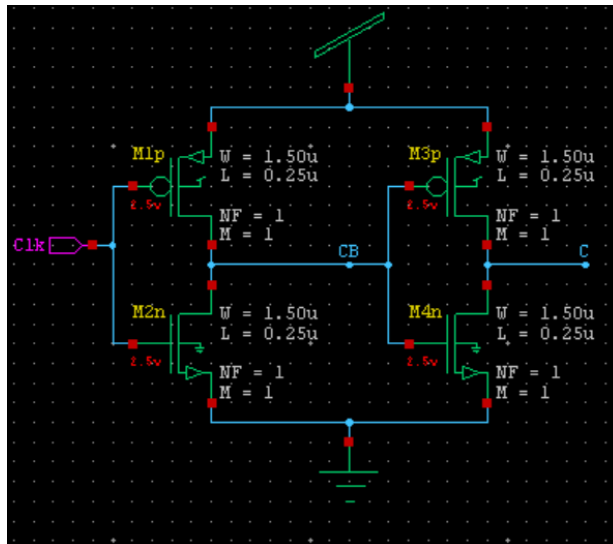 M1p
W = 1.50u
L = 0.25u
2.5v
NF = 1
M = 1
M3p
W = 1.50u
L = 0.25u
2.5v
NF = 1
M = 1
Clk
CB
C
M2n
W = 1.50u
L = 0.25u
2.5v
NF = 1
M = 1
M4n
W = 1.50u
L = 0.25u
2.5v
NF = 1
M = 1